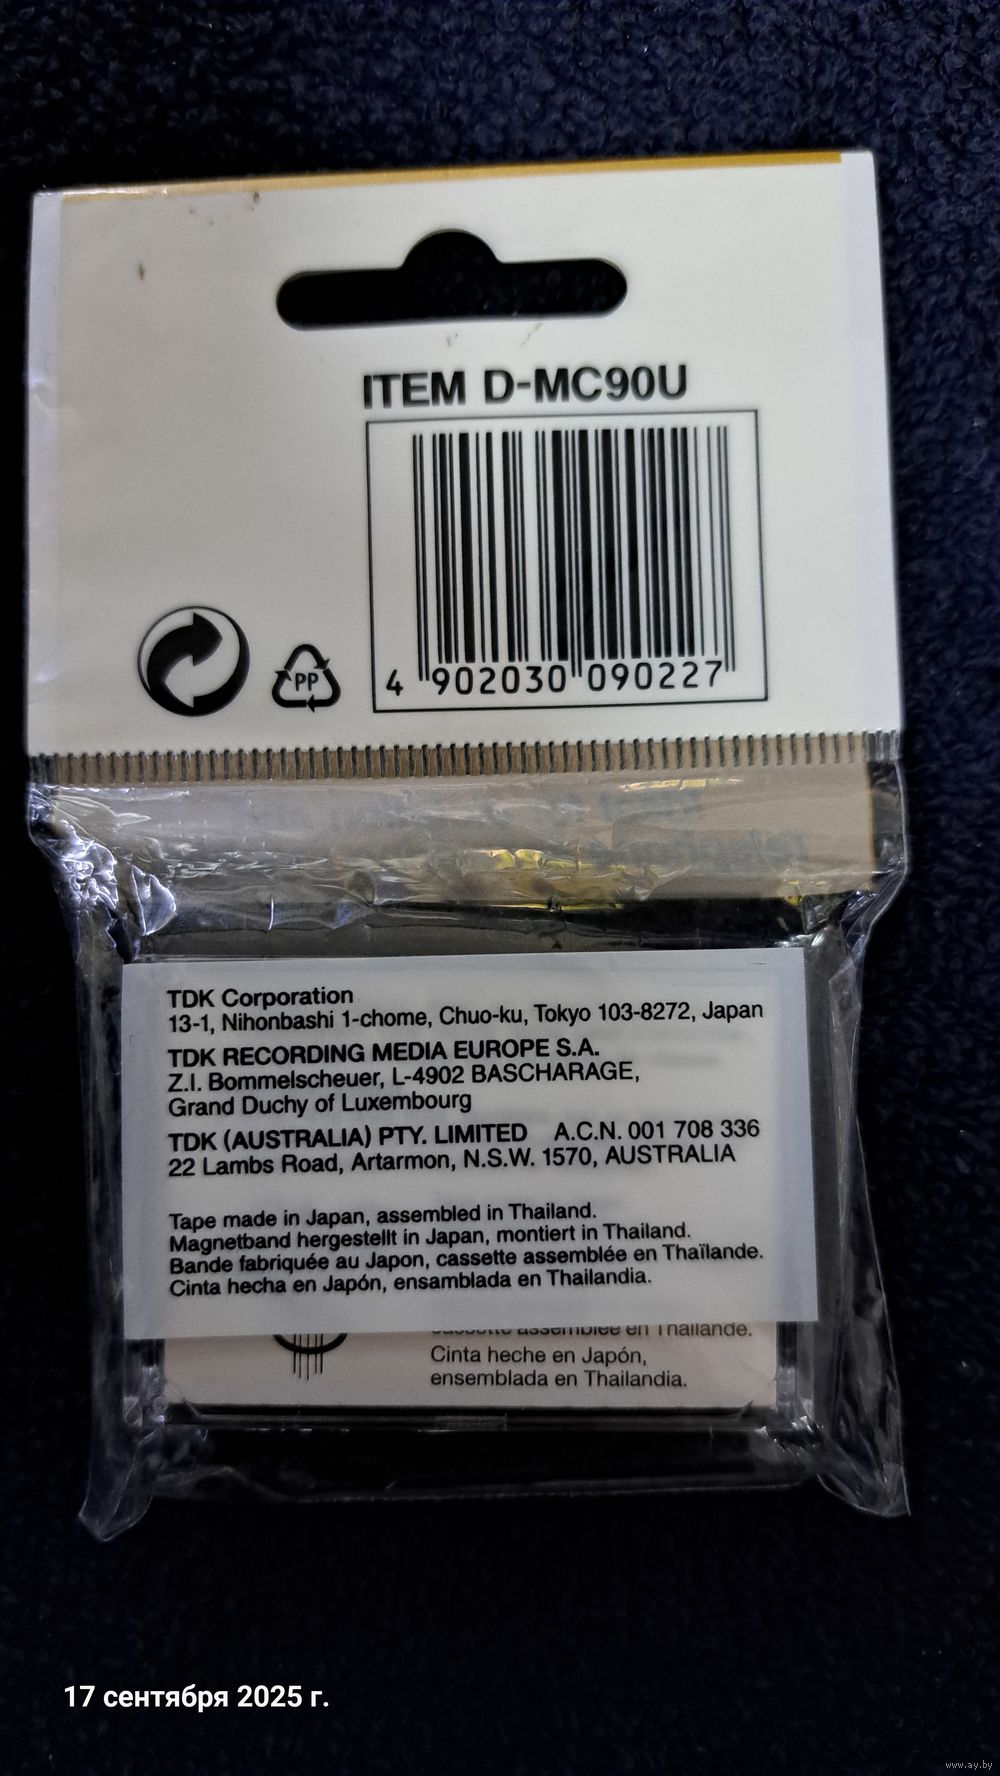 ITEM D-MC90U
4 902030 090227
PP
TDK Corporation
13-1, Nihonbashi 1-chome, Chuo-ku, Tokyo 103-8272, Japan
TDK RECORDING MEDIA EUROPE S.A.
Z.I. Bommelscheuer, L-4902 BASCHARAGE,
Grand Duchy of Luxembourg
TDK (AUSTRALIA) PTY. LIMITED A.C.N. 001 708 336
22 Lambs Road, Artarmon, N.S.W. 1570, AUSTRALIA
Tape made in Japan, assembled in Thailand.
Magnetband hergestellt in Japan, montiert in Thailand.
Bande fabriquée au Japon, cassette assemblée en Thaïlande.
Cinta hecha en Japón, ensamblada en Thailandia.
cassette assemblée en Thaïlande.
Cinta heche en Japón,
ensemblada en Thailandia.
17 сентября 2025 г.
www.ay.by